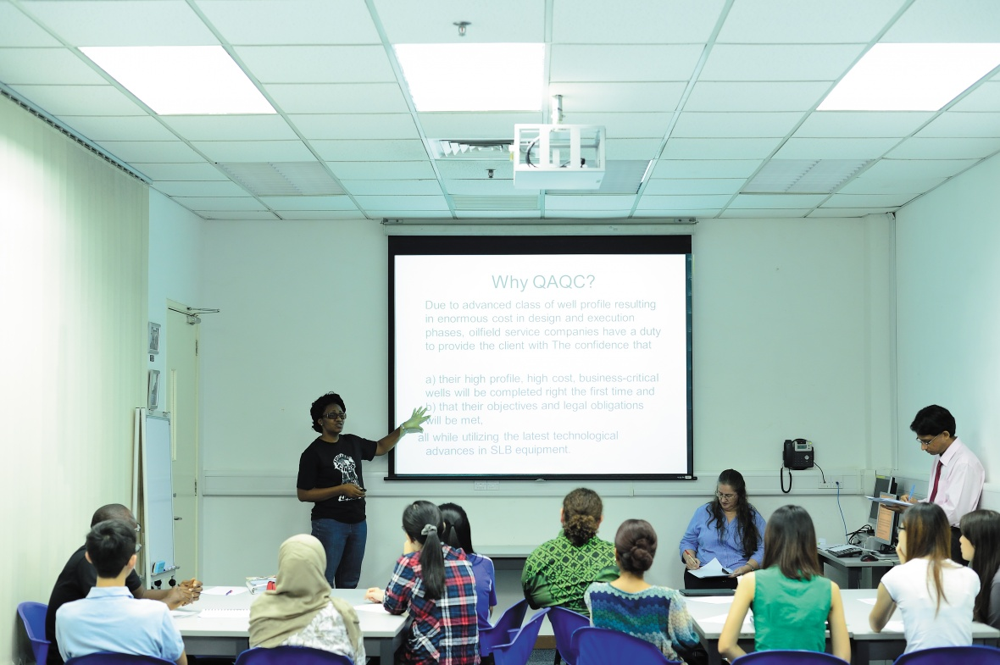 Why QAQC?
Due to advanced class of well profile resulting
in enormous cost in design and execution
phases, oilfield service companies have a duty
to provide the client with The confidence that
a) their high profile, high cost, business-critical
wells will be completed right the first time and
b) that their objectives and legal obligations
will be met,
all while utilizing the latest technological
advances in SLB equipment.